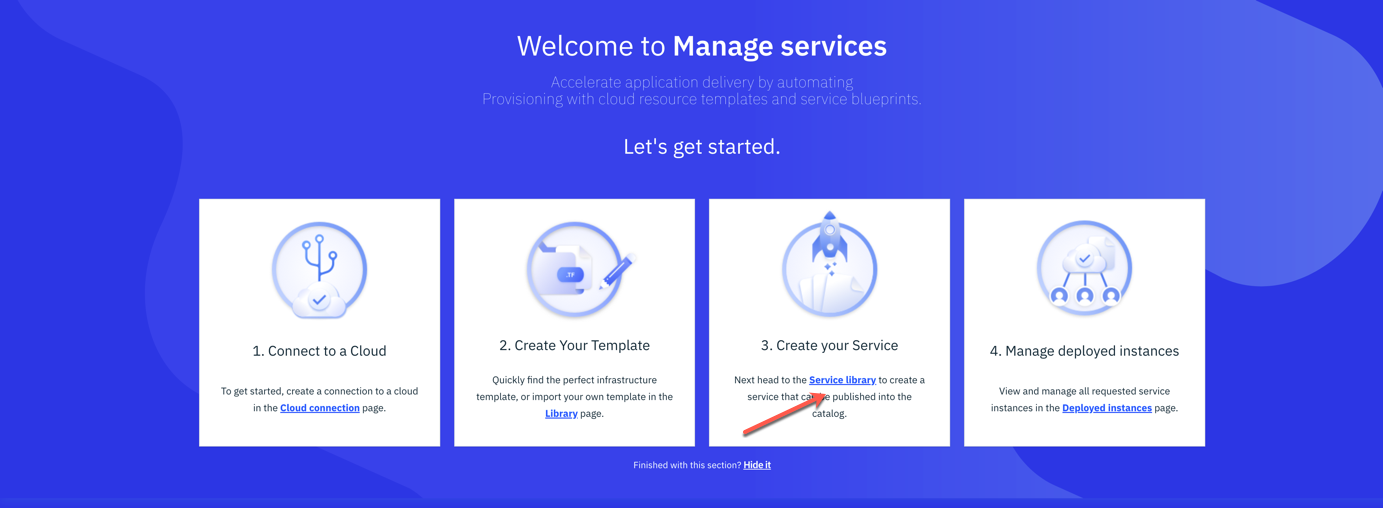 Welcome to Manage services
Accelerate application delivery by automating
Provisioning with cloud resource templates and service blueprints.
Let's get started.
.TF
1. Connect to a Cloud
To get started, create a connection to a cloud
in the Cloud connection page.
2. Create Your Template
Quickly find the perfect infrastructure
template, or import your own template in the
Library page.
3. Create your Service
Next head to the Service library to create a
service that can be published into the
catalog.
4. Manage deployed instances
View and manage all requested service
instances in the Deployed instances page.
Finished with this section? Hide it